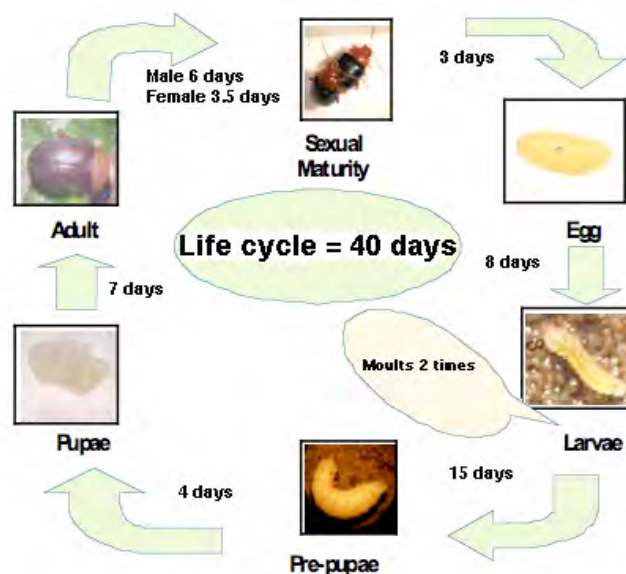 Male 6 days
Female 3.5 days
3 days
Sexual
Maturity
Adult
Egg
Life cycle = 40 days
7 days
8 days
Moults 2 times
Pupae
Larvae
4 days
15 days
Pre-pupae